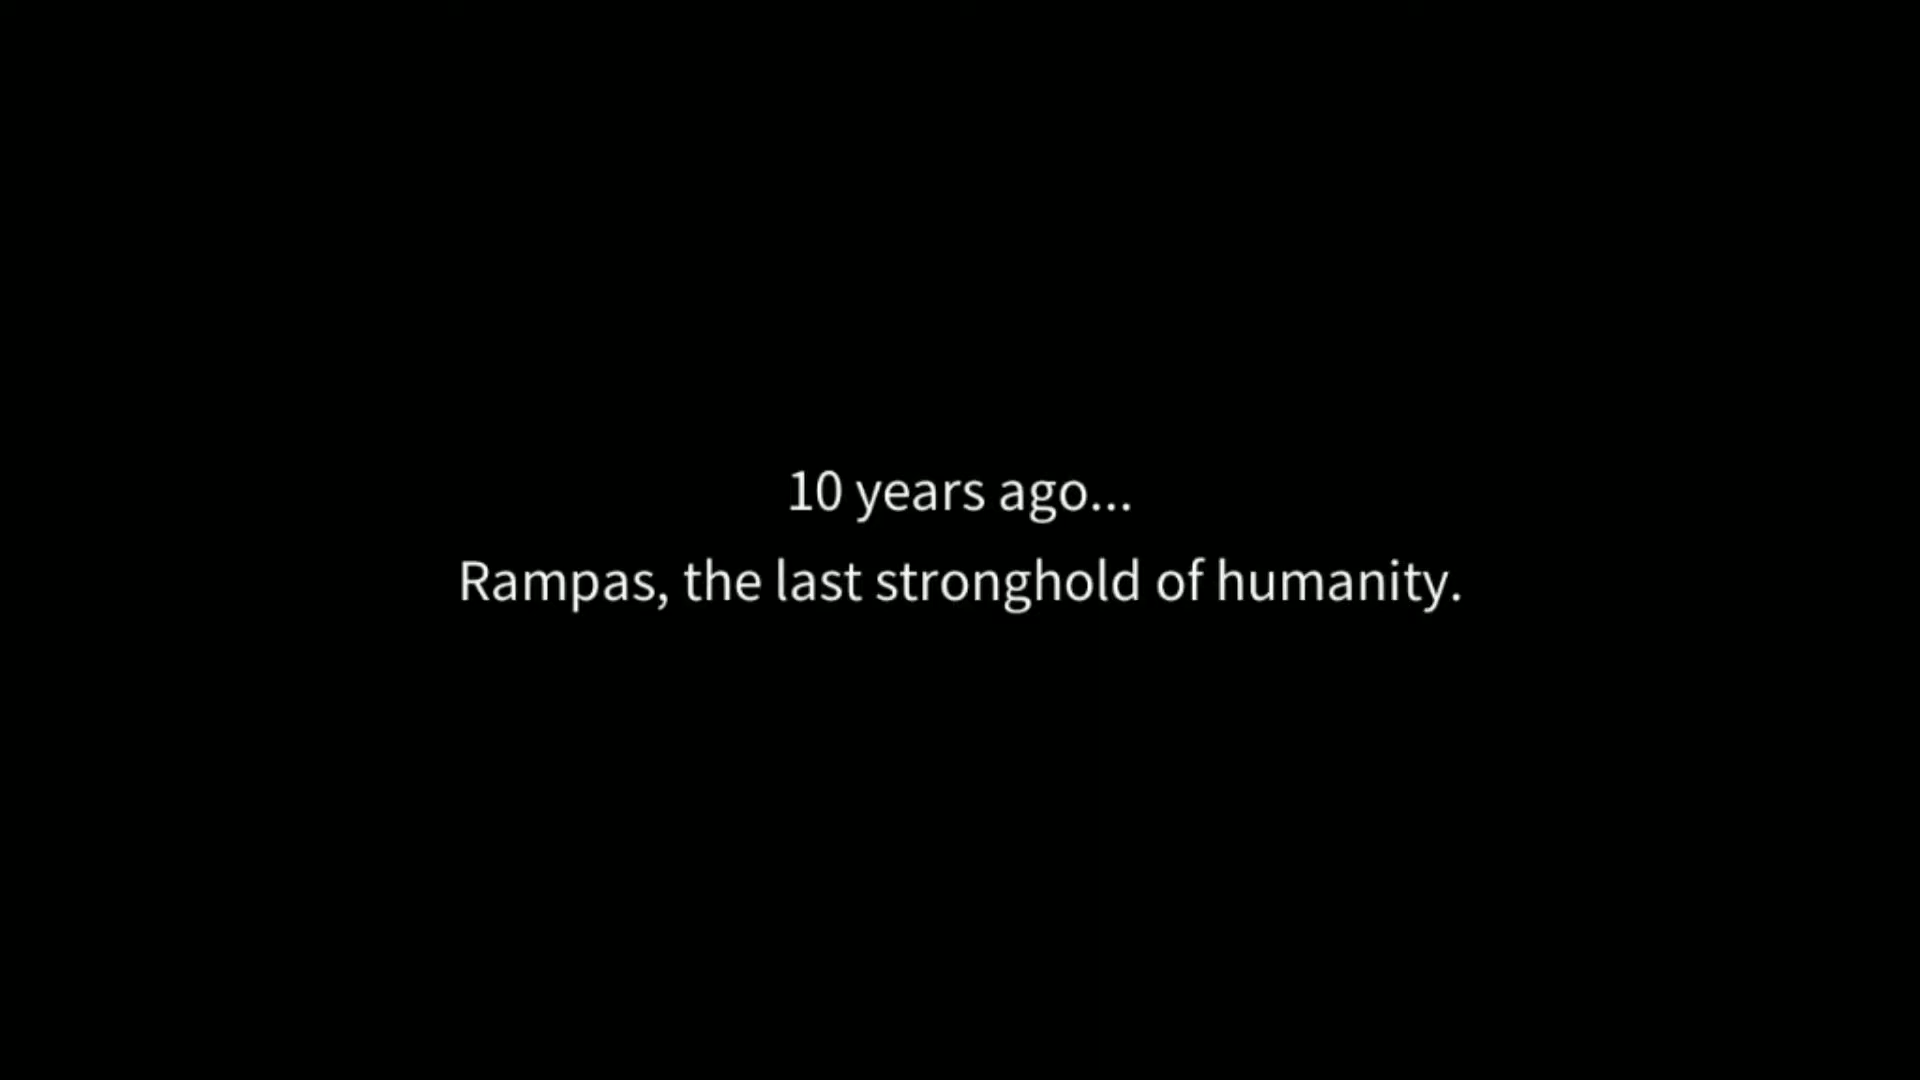 10 years ago...
Rampas, the last stronghold of humanity.